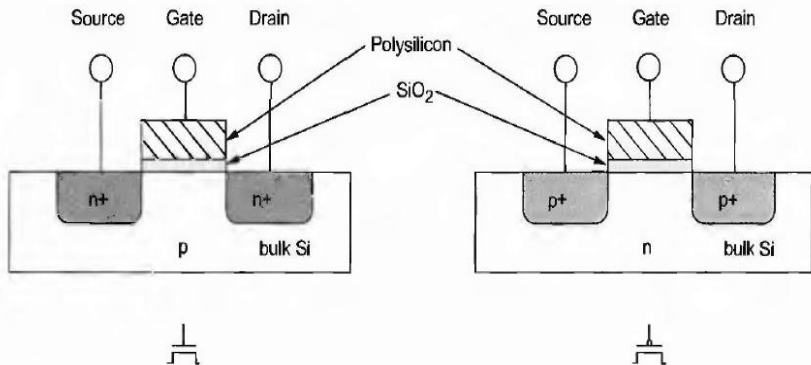 Source Gate Drain
Source Gate Drain
Polysilicon
SiO₂
n+ n+
p bulk Si
p+ p+
n bulk Si